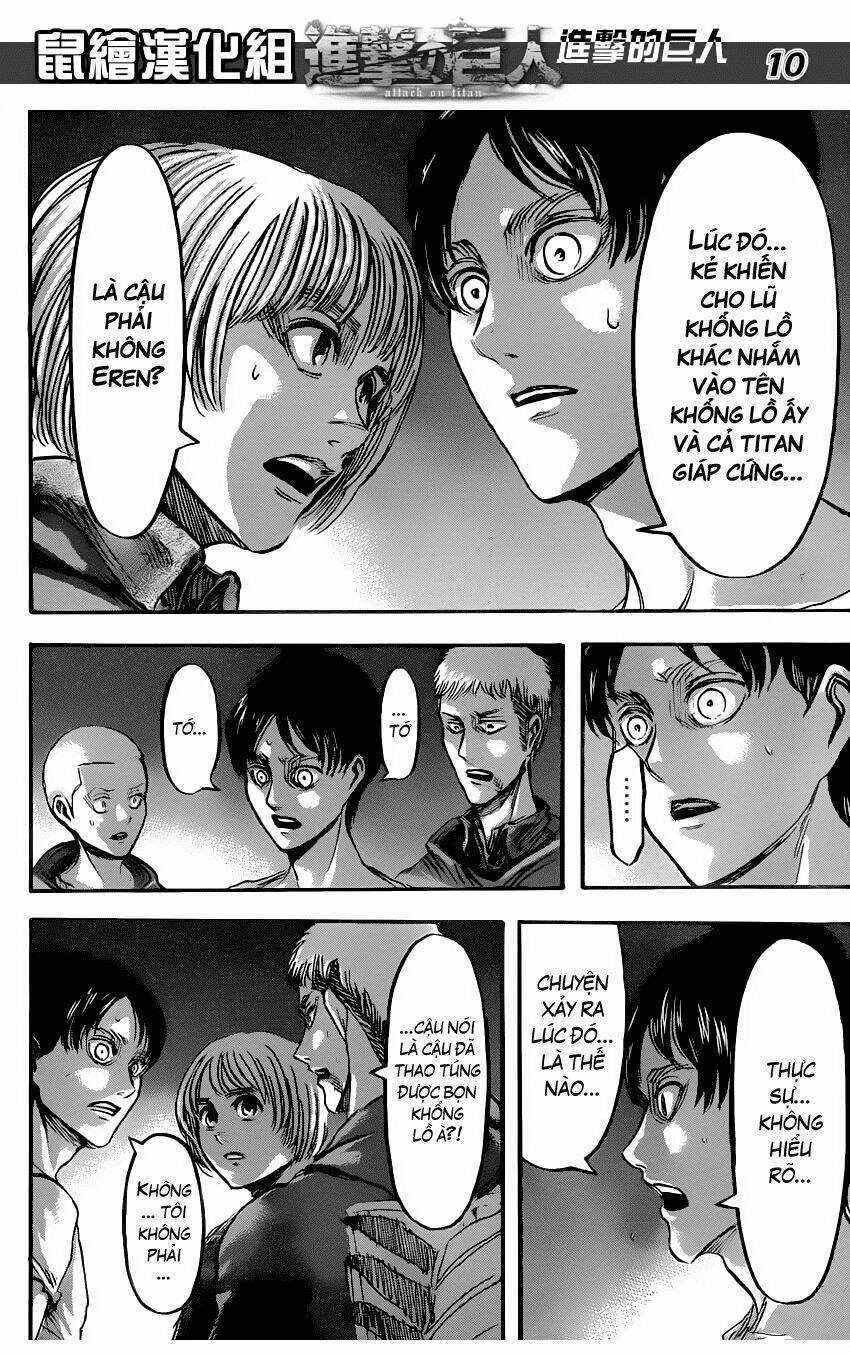 鼠繪漢化組
進撃の巨人
attack on titan
進擊的巨人
10
LÚC ĐÓ...
KẺ KHIẾN
CHO LŨ
KHỔNG LỒ
KHÁC NHẮM
VÀO TÊN
KHỔNG LỒ ẤY
VÀ CẢ TITAN
GIÁP CỨNG...
LÀ CẬU
PHẢI
KHÔNG
EREN?
......
...
TỚ
TỚ...
THỰC
SỰ...
KHÔNG
HIỂU
RÕ...
CHUYỆN
XẢY RA
LÚC ĐÓ...
LÀ THẾ
NÀO...
...CẬU NÓI
LÀ CẬU ĐÃ
THAO TÚNG
ĐƯỢC BỌN
KHỔNG
LỒ À?!
KHÔNG
... TÔI
KHÔNG
PHẢI
...